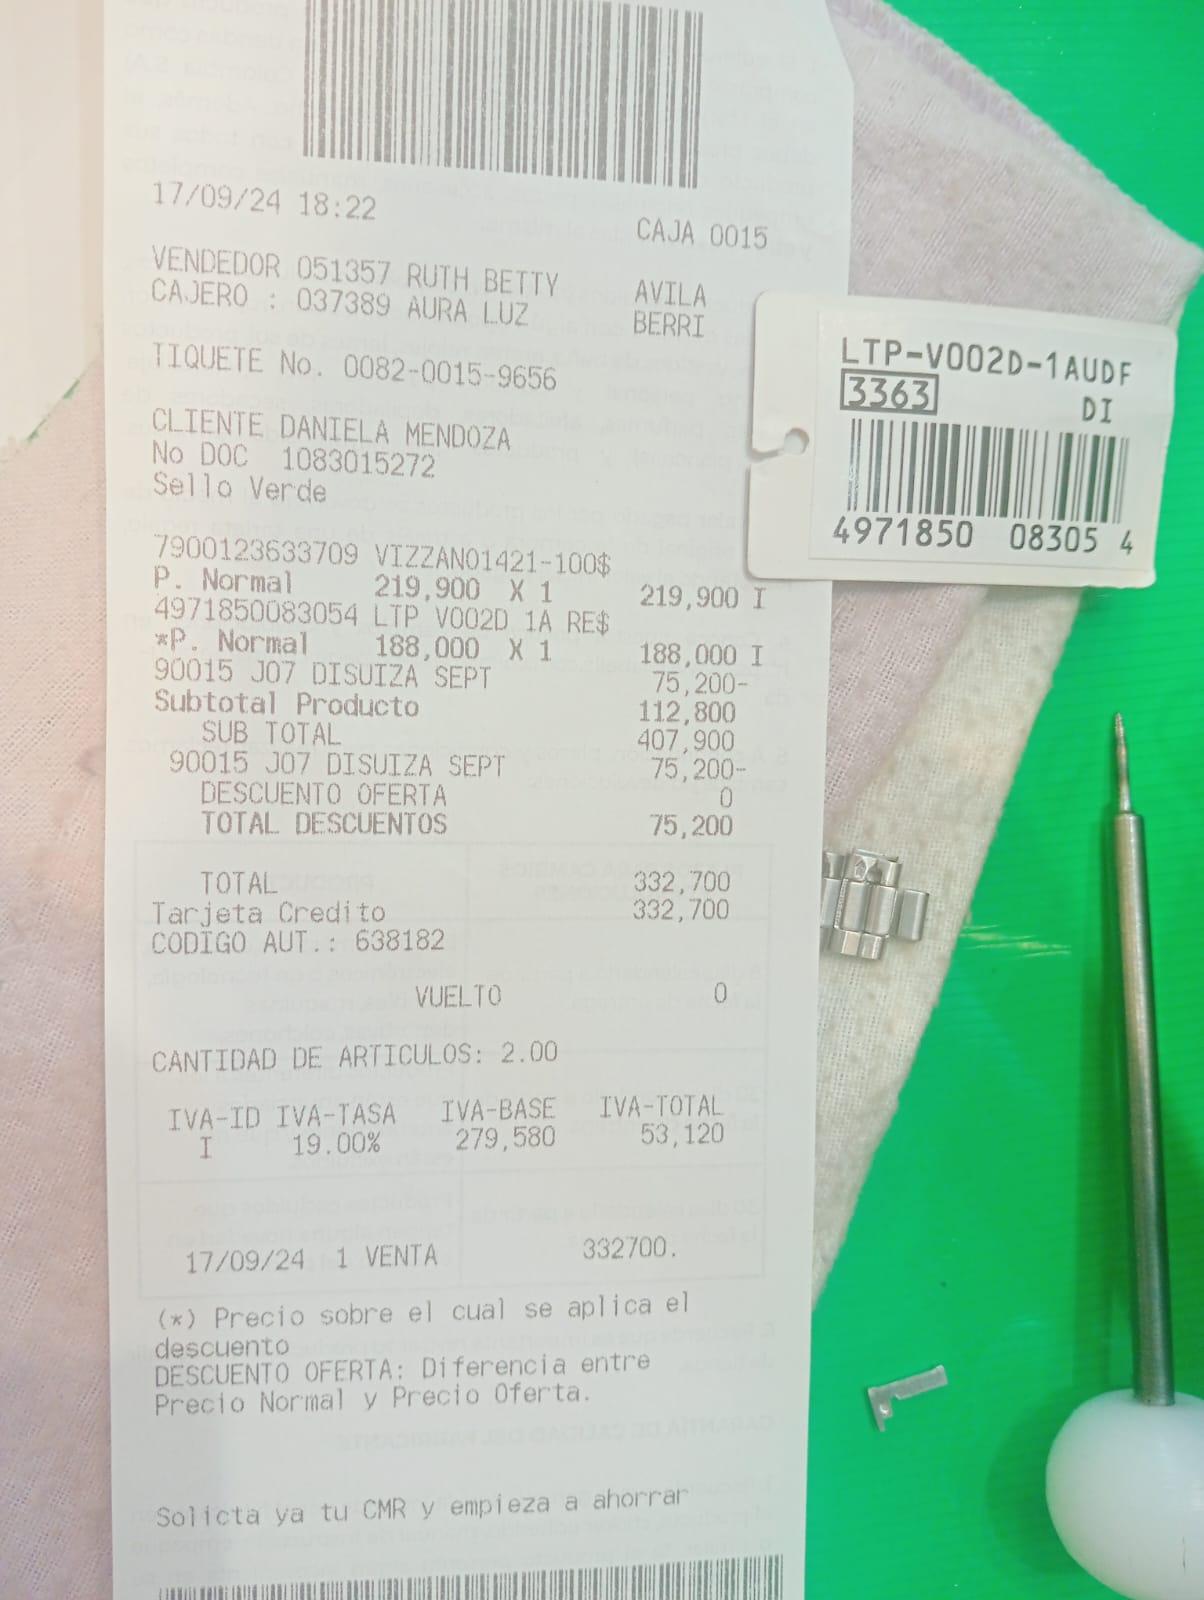 17/09/24 18:22 CAJA 0015
VENDEDOR 051357 RUTH BETTY AVILA
CAJERO : 037389 AURA LUZ BERRI
TIQUETE No. 0082-0015-9656
CLIENTE DANIELA MENDOZA
No DOC 1083015272
Sello Verde
7900123633709 VIZZANO1421-100$
P. Normal 219,900 X 1 219,900 I
4971850083054 LTP V002D 1A RE$
*P. Normal 188,000 X 1 188,000 I
90015 J07 DISUIZA SEPT 75,200-
Subtotal Producto 112,800
SUB TOTAL 407,900
90015 J07 DISUIZA SEPT 75,200-
DESCUENTO OFERTA 0
TOTAL DESCUENTOS 75,200
TOTAL 332,700
Tarjeta Credito 332,700
CODIGO AUT.: 638182
VUELTO 0
CANTIDAD DE ARTICULOS: 2.00
IVA-ID IVA-TASA IVA-BASE IVA-TOTAL
I 19.00% 279,580 53,120
17/09/24 1 VENTA 332700.
(*) Precio sobre el cual se aplica el
descuento
DESCUENTO OFERTA: Diferencia entre
Precio Normal y Precio Oferta.
Solicta ya tu CMR y empieza a ahorrar
LTP-V002D-1AUDF
3363 DI
4971850 08305 4